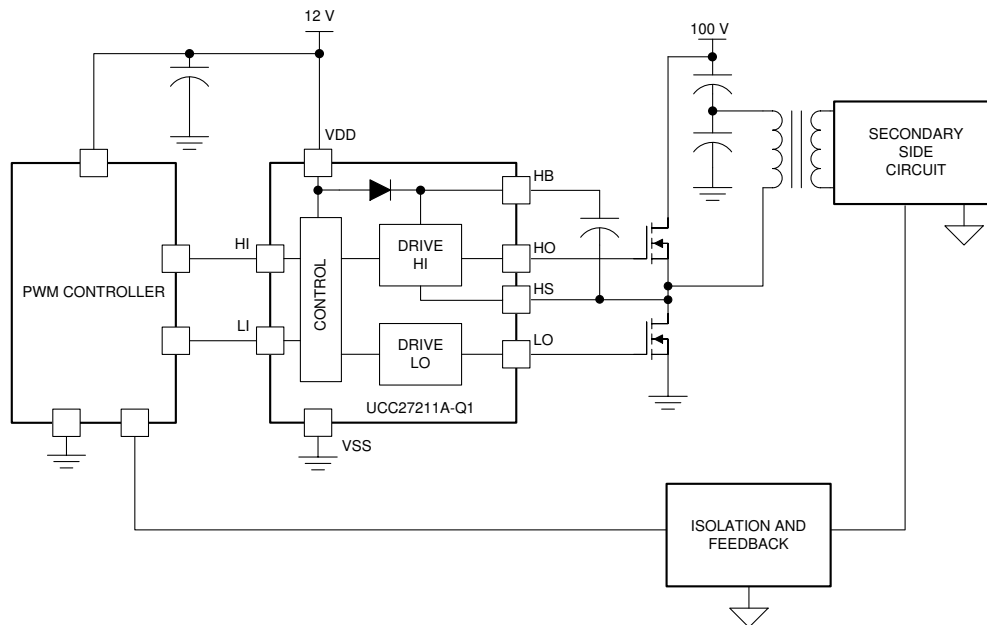 12 V
100 V
VDD
SECONDARY
SIDE
CIRCUIT
HB
HI
DRIVE
HI
HO
PWM CONTROLLER
CONTROL
HS
LI
DRIVE
LO
LO
UCC27211A-Q1
VSS
ISOLATION AND
FEEDBACK